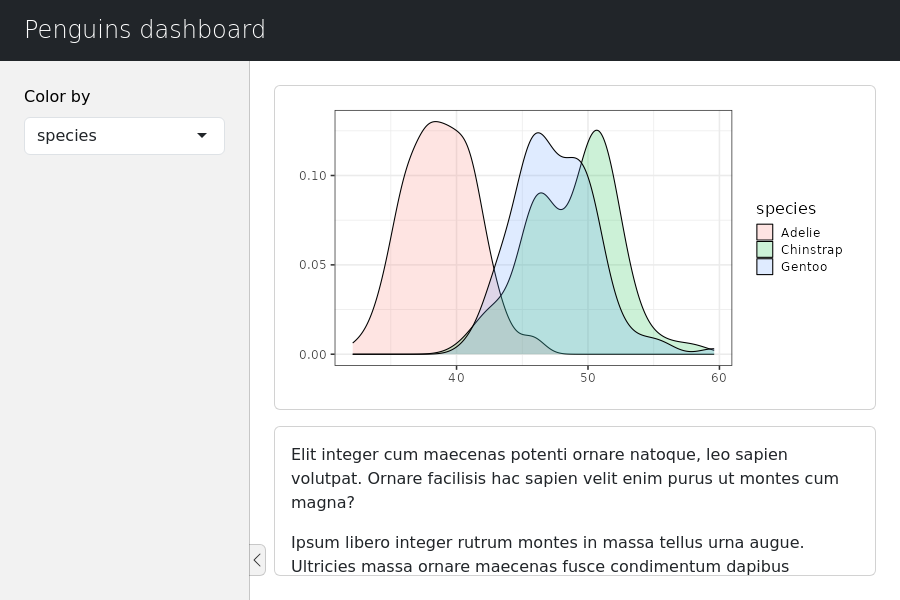 Penguins dashboard
Color by
species
0.10
0.05
0.00
40 50 60
species
Adelie
Chinstrap
Gentoo
Elit integer cum maecenas potenti ornare natoque, leo sapien
volutpat. Ornare facilisis hac sapien velit enim purus ut montes cum
magna?
Ipsum libero integer rutrum montes in massa tellus urna augue.
Ultricies massa ornare maecenas fusce condimentum dapibus